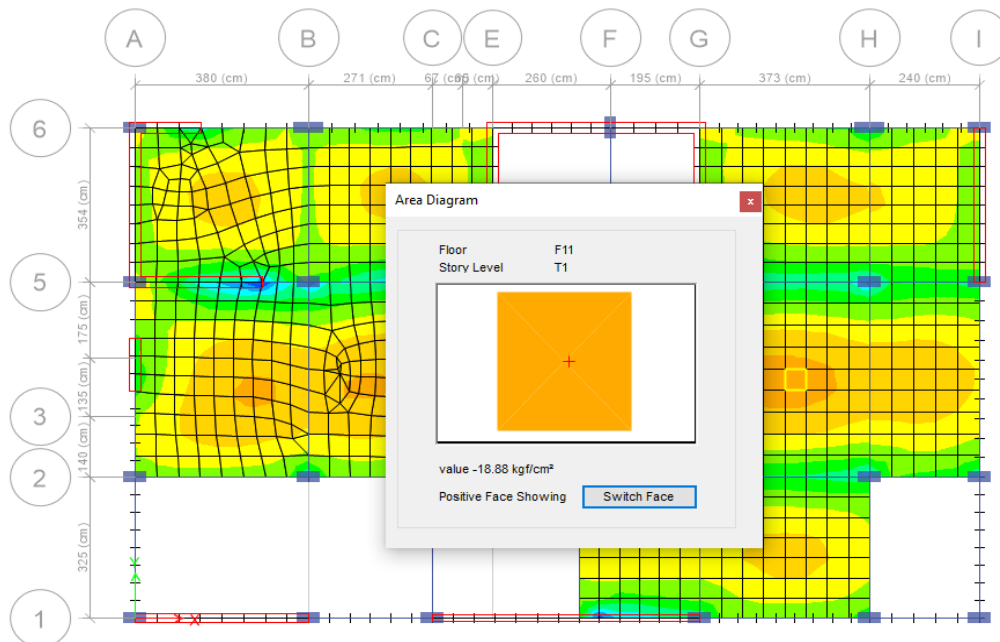 A B C E F G H I
380 (cm) 271 (cm) 260 (cm) 195 (cm) 373 (cm) 240 (cm)
6
354 (cm)
5
175 (cm)
135 (cm)
3
140 (cm)
2
325 (cm)
1
Area Diagram
x
Floor F11
Story Level T1
value -18.88 kgf/cm²
Positive Face Showing Switch Face
Y
X